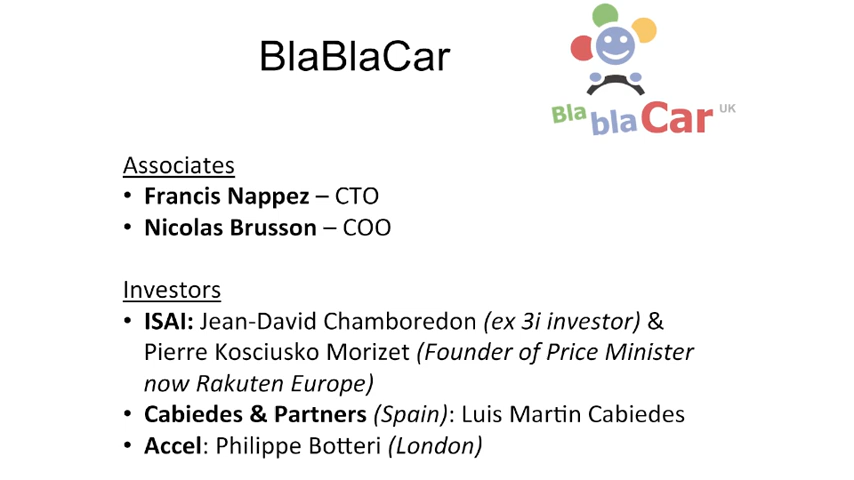 BlaBlaCar
Bla bla Car UK
Associates
• Francis Nappez – CTO
• Nicolas Brusson – COO
Investors
• ISAI: Jean-David Chamboredon (ex 3i investor) &
Pierre Kosciusko Morizet (Founder of Price Minister
now Rakuten Europe)
• Cabiedes & Partners (Spain): Luis Martin Cabiedes
• Accel: Philippe Botteri (London)